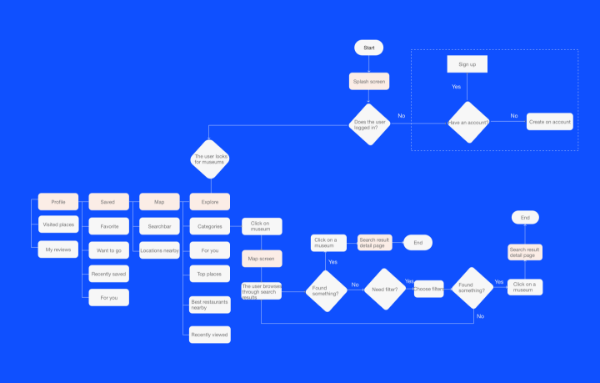 Start
Splash screen
Does the user
logged in?
No
Sign up
Yes
Have an account?
No
Create an account
The user looks
for museums
Profile
Saved
Map
Explore
Visited places
Favorite
Searchbar
Categories
Click on
museum
My reviews
Want to go
Locations nearby
For you
Map screen
Recently saved
Top places
The user browses
through search
results
For you
Best restaurants
nearby
Recently viewed
Click on a
museum
Search result
detail page
End
Yes
Found
something?
No
Need filter?
Yes
Choose filters
Found
something?
Yes
No
Click on a
museum
Search result
detail page
End